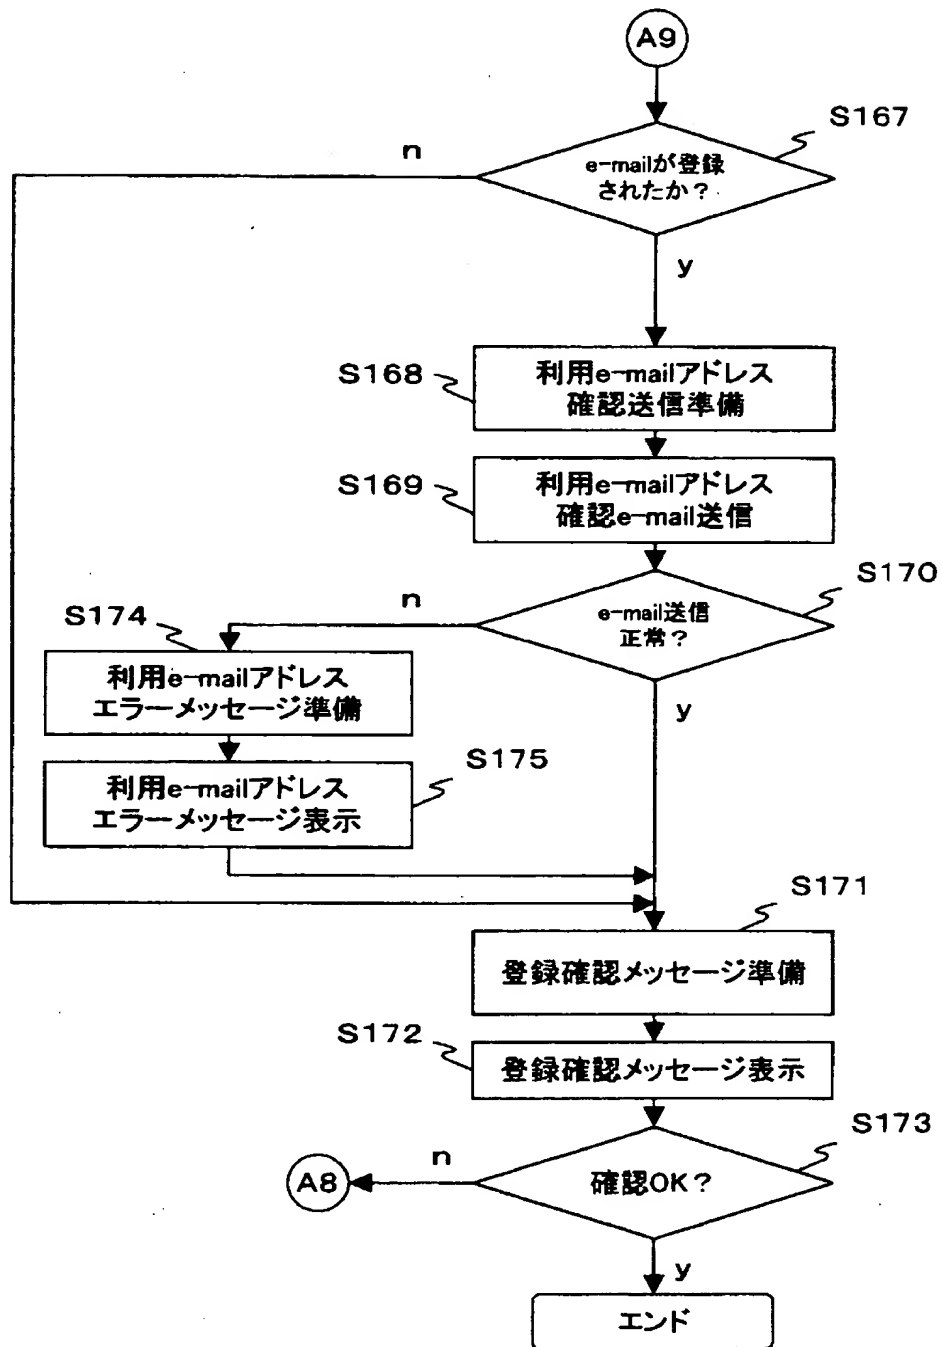 A9
S167
n
e-mailが登録
されたか？
y
S168
利用e-mailアドレス
確認送信準備
S169
利用e-mailアドレス
確認e-mail送信
S170
n
e-mail送信
正常？
S174
利用e-mailアドレス
エラーメッセージ準備
y
S175
利用e-mailアドレス
エラーメッセージ表示
S171
登録確認メッセージ準備
S172
登録確認メッセージ表示
S173
n
A8
確認OK？
y
エンド